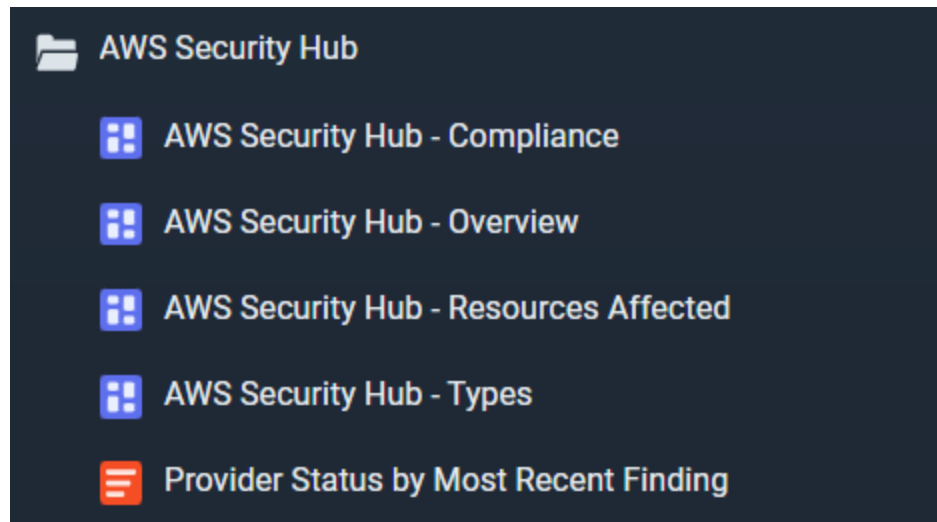 AWS Security Hub
AWS Security Hub - Compliance
AWS Security Hub - Overview
AWS Security Hub - Resources Affected
AWS Security Hub - Types
Provider Status by Most Recent Finding